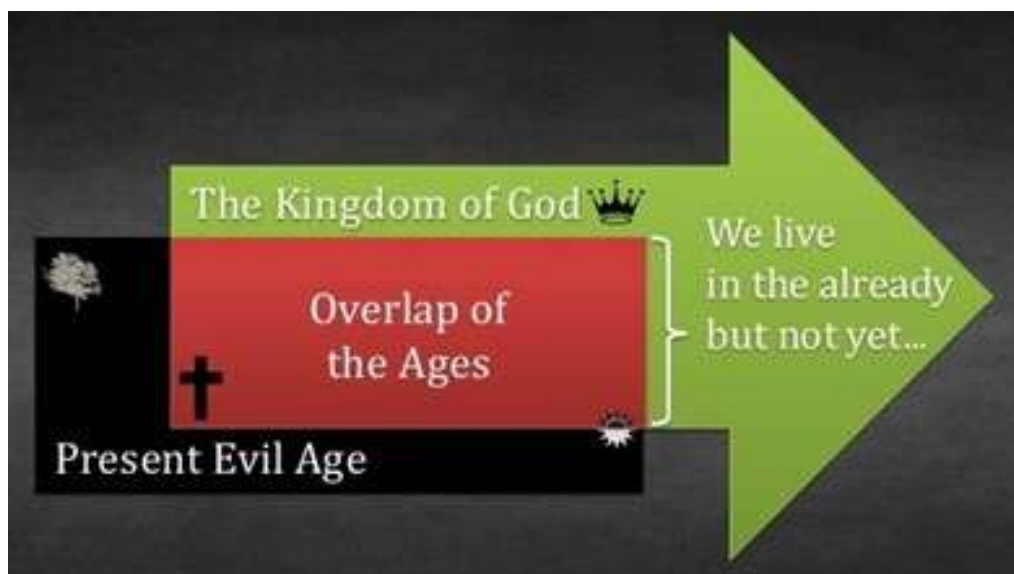 The Kingdom of God
Overlap of
the Ages
We live
in the already
but not yet...
Present Evil Age